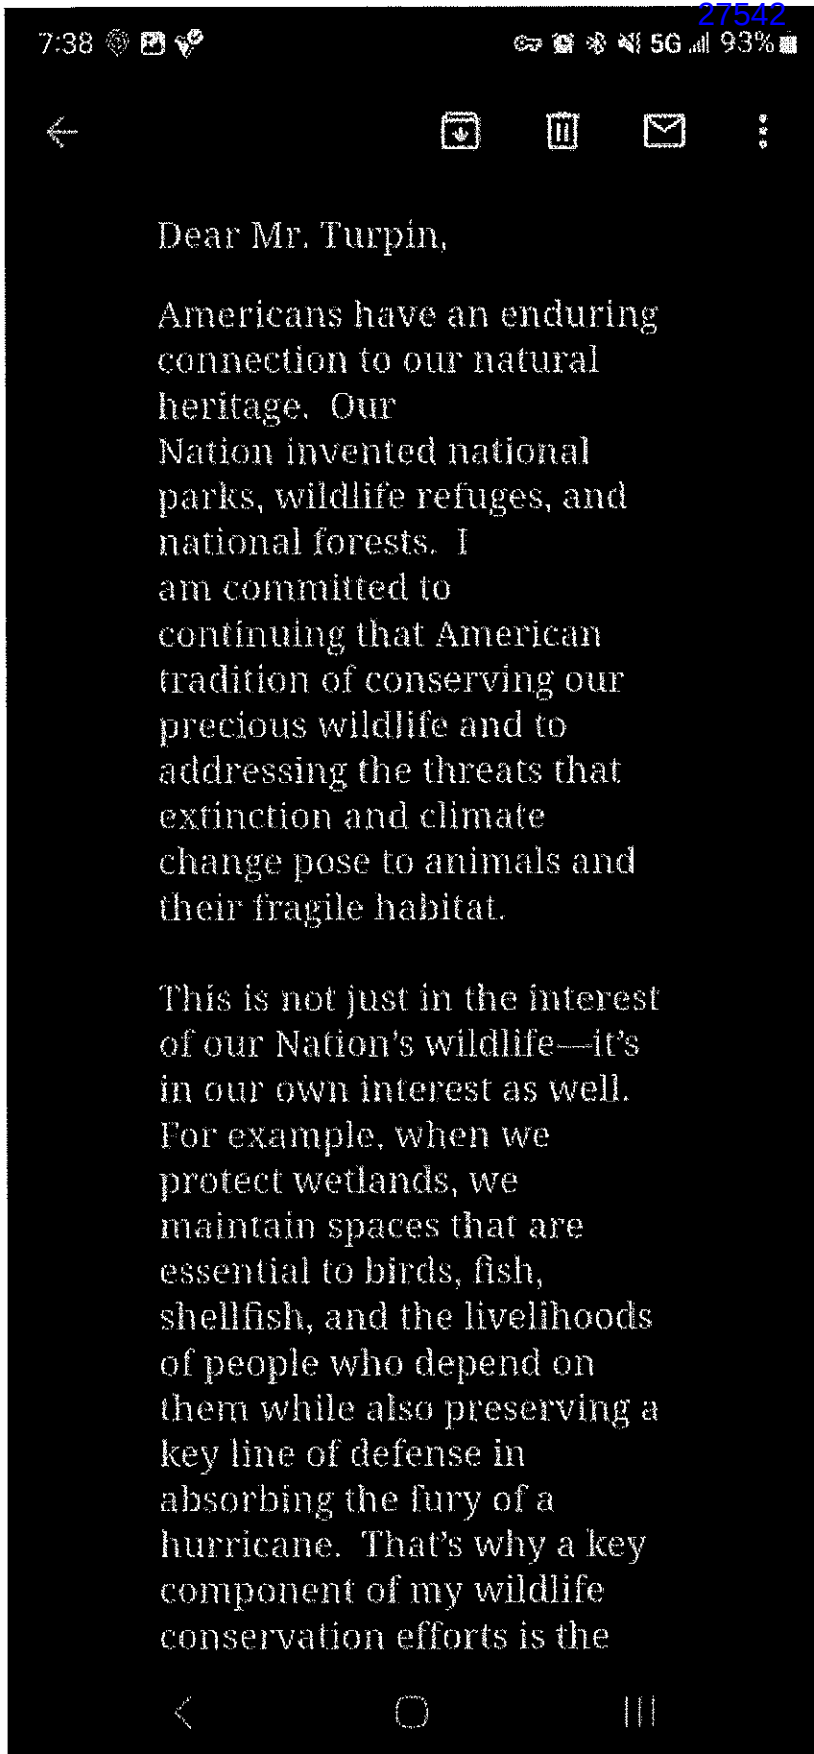 27542
7:38 5G 93%
Dear Mr. Turpin,
Americans have an enduring
connection to our natural
heritage.  Our
Nation invented national
parks, wildlife refuges, and
national forests.  I
am committed to
continuing that American
tradition of conserving our
precious wildlife and to
addressing the threats that
extinction and climate
change pose to animals and
their fragile habitat.
This is not just in the interest
of our Nation’s wildlife—it’s
in our own interest as well.
For example, when we
protect wetlands, we
maintain spaces that are
essential to birds, fish,
shellfish, and the livelihoods
of people who depend on
them while also preserving a
key line of defense in
absorbing the fury of a
hurricane.  That’s why a key
component of my wildlife
conservation efforts is the